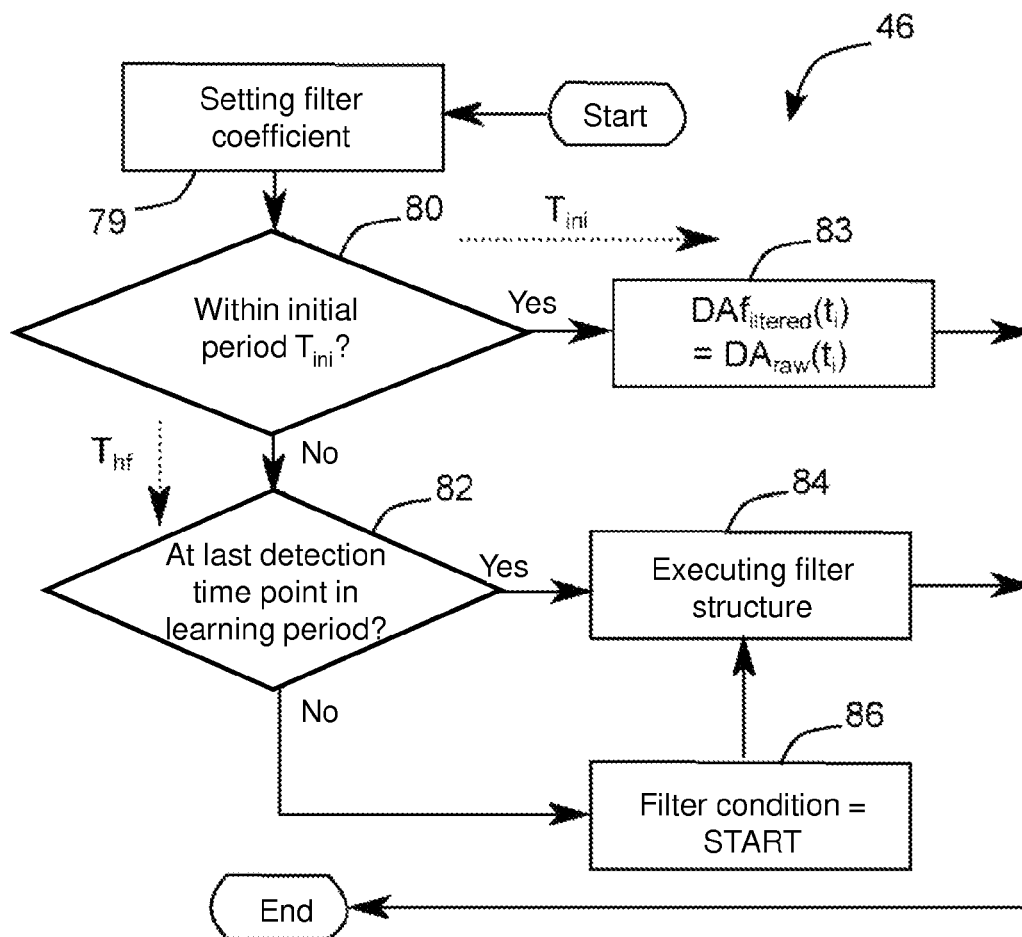 46
Setting filter
coefficient
Start
79
80
T_ini
83
Within initial
period T_ini?
Yes
DAf_iltered(t_i)
= DA_raw(t_i)
T_hf
No
82
84
At last detection
time point in
learning period?
Yes
Executing filter
structure
No
86
Filter condition =
START
End